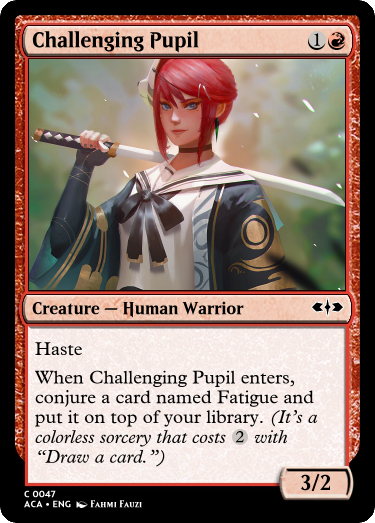 Challenging Pupil 1
Creature — Human Warrior
Haste
When Challenging Pupil enters,
conjure a card named Fatigue and
put it on top of your library. (It's a
colorless sorcery that costs 2 with
“Draw a card.”)
3/2
C 0047
ACA • ENG Fahmi Fauzi